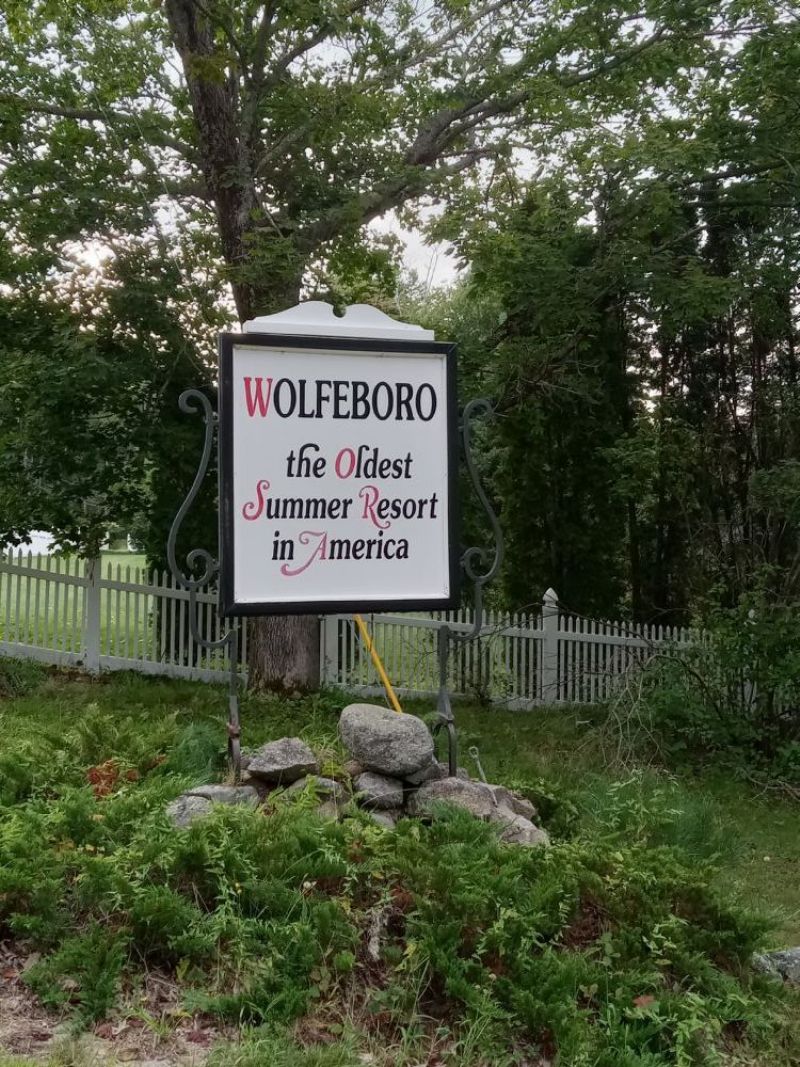 WOLFEBORO
the Oldest
Summer Resort
in America